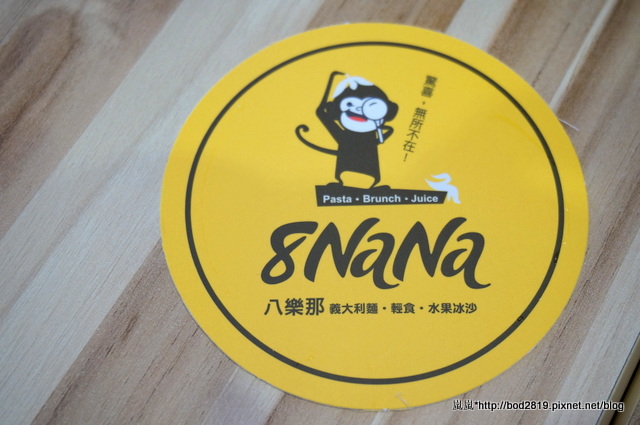 驚喜，無所不在！
Pasta・Brunch・Juice
8NaNa
八樂那 義大利麵・輕食・水果冰沙
嵐嵐*http://bod2819.pixnet.net/blog